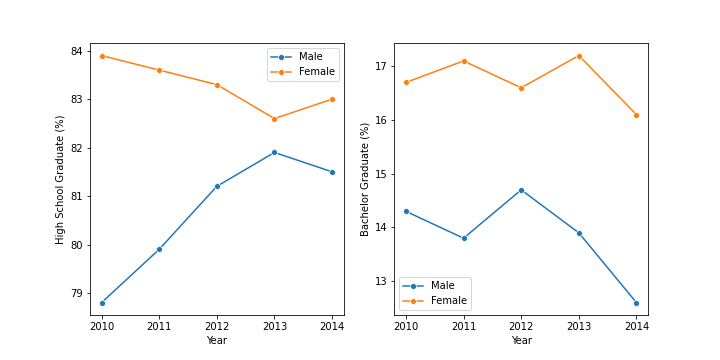 84
83
82
81
80
79
High School Graduate (%)
Male
Female
2010 2011 2012 2013 2014
Year
17
16
15
14
13
Bachelor Graduate (%)
Male
Female
2010 2011 2012 2013 2014
Year